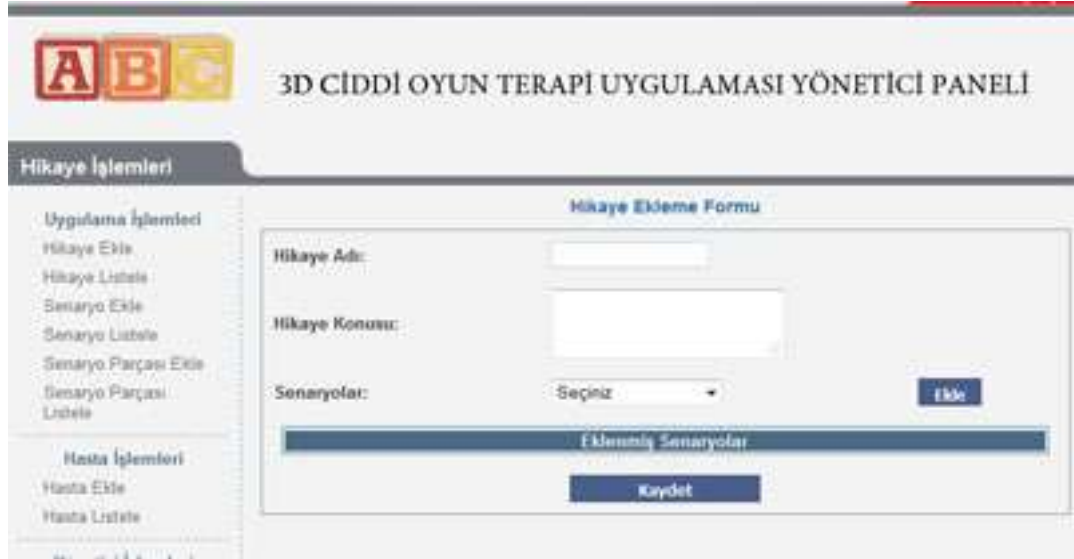 ABC
3D CİDDİ OYUN TERAPİ UYGULAMASI YÖNETİCİ PANELİ
Hikaye İşlemleri
Uygulama İşlemleri
Hikaye Ekle
Hikaye Listele
Senaryo Ekle
Senaryo Listele
Senaryo Parçası Ekle
Senaryo Parçası
Listele
Hasta İşlemleri
Hasta Ekle
Hasta Listele
Hikaye Ekleme Formu
Hikaye Adı:
Hikaye Konusu:
Senaryolar:
Seçiniz
Ekle
Eklenmiş Senaryolar
Kaydet